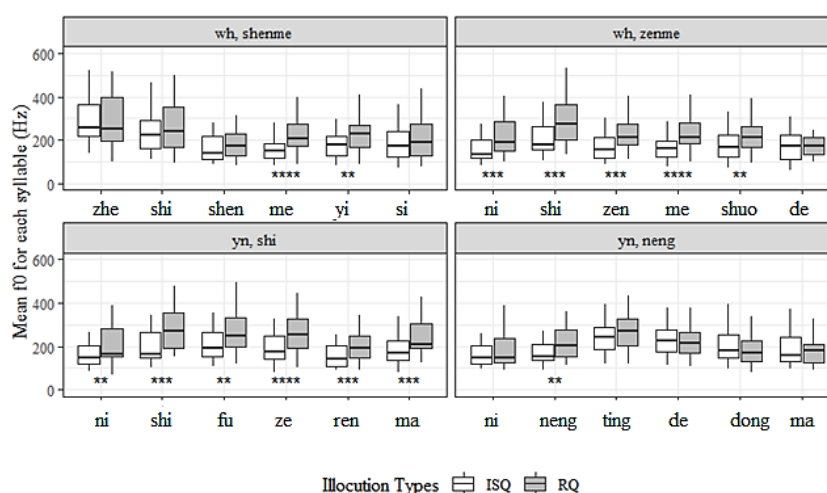 Mean f0 for each syllable (Hz)
wh, shenme
600
400
200
0
**** **
zhe shi shen me yi si
wh, zenme
*** *** *** **** **
ni shi zen me shuo de
yn, shi
600
400
200
0
** *** ** **** *** ***
ni shi fu ze ren ma
yn, neng
**
ni neng ting de dong ma
Illocution Types ISQ RQ